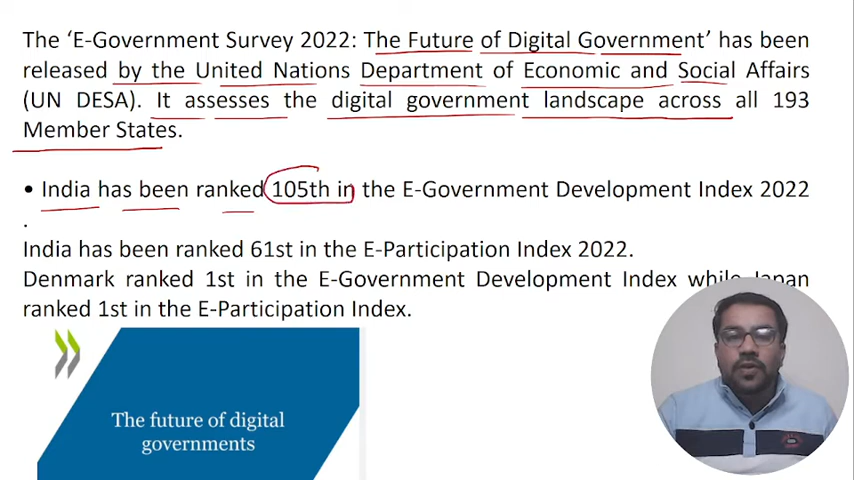 The ‘E-Government Survey 2022: The Future of Digital Government’ has been
released by the United Nations Department of Economic and Social Affairs
(UN DESA). It assesses the digital government landscape across all 193
Member States.
• India has been ranked 105th in the E-Government Development Index 2022
.
India has been ranked 61st in the E-Participation Index 2022.
Denmark ranked 1st in the E-Government Development Index while Japan
ranked 1st in the E-Participation Index.
The future of digital
governments